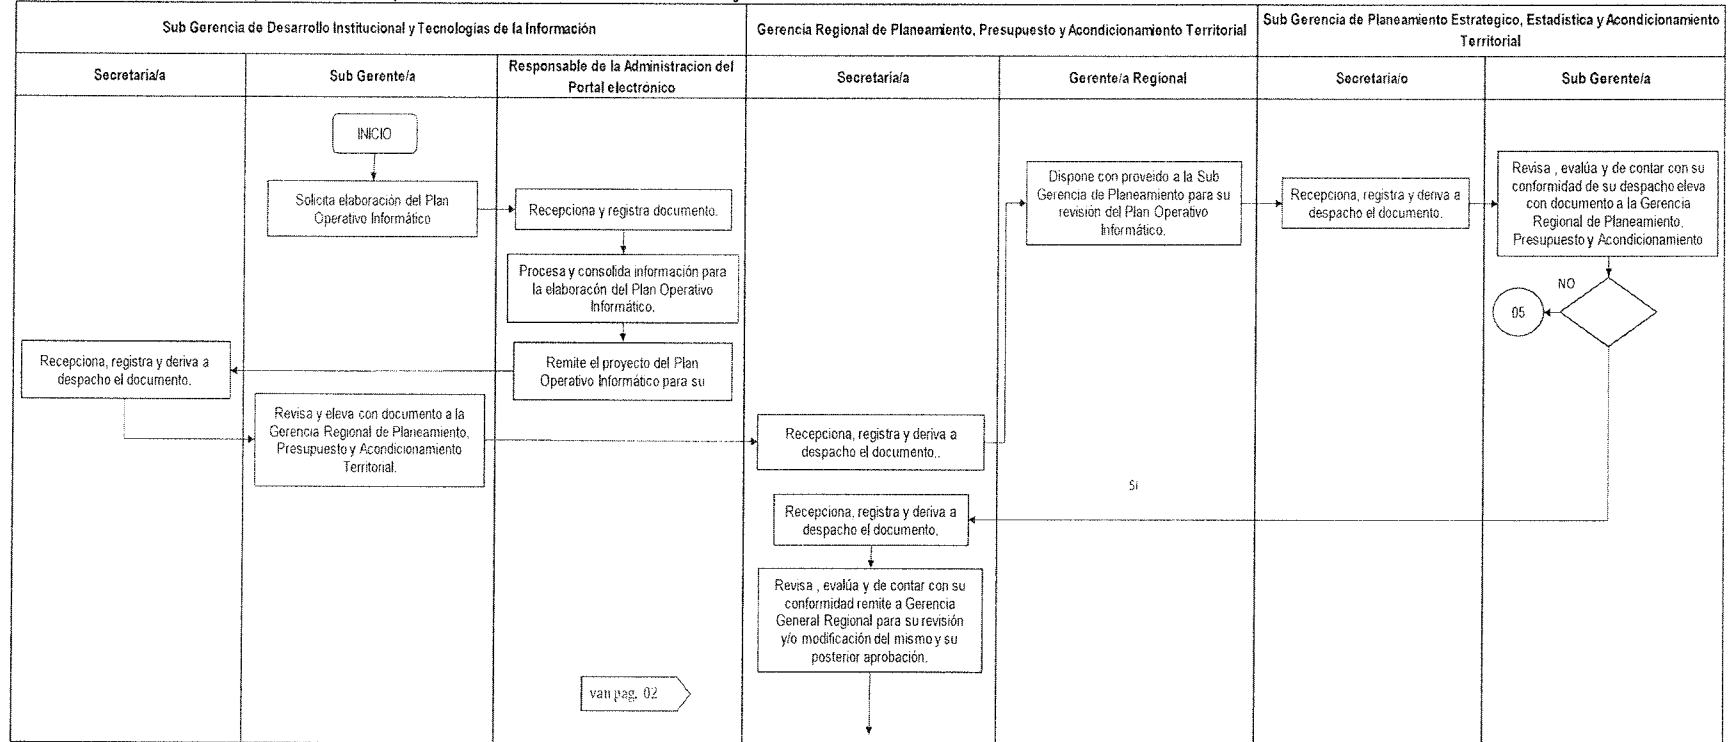 Sub Gerencia de Desarrollo Institucional y Tecnologías de la Información
Gerencia Regional de Planeamiento, Presupuesto y Acondicionamiento Territorial
Sub Gerencia de Planeamiento Estrategico, Estadistica y Acondicionamiento
Territorial
Secretaria/a
Sub Gerente/a
Responsable de la Administracion del
Portal electrónico
Secretaria/a
Gerente/a Regional
Secretaria/o
Sub Gerente/a
INICIO
Solicita elaboración del Plan
Operativo Informático
Recepciona y registra documento.
Procesa y consolida información para
la elaboracón del Plan Operativo
Informático.
Remite el proyecto del Plan
Operativo Informático para su
Recepciona, registra y deriva a
despacho el documento.
Revisa y eleva con documento a la
Gerencia Regional de Planeamiento,
Presupuesto y Acondicionamiento
Territorial.
Recepciona, registra y deriva a
despacho el documento..
Dispone con proveido a la Sub
Gerencia de Planeamiento para su
revisión del Plan Operativo
Informático.
Recepciona, registra y deriva a
despacho el documento.
Revisa , evalúa y de contar con su
conformidad de su despacho eleva
con documento a la Gerencia
Regional de Planeamiento,
Presupuesto y Acondicionamiento
NO
05
Si
Recepciona, registra y deriva a
despacho el documento.
Revisa , evalúa y de contar con su
conformidad remite a Gerencia
General Regional para su revisión
y/o modificación del mismo y su
posterior aprobación.
van pag. 02